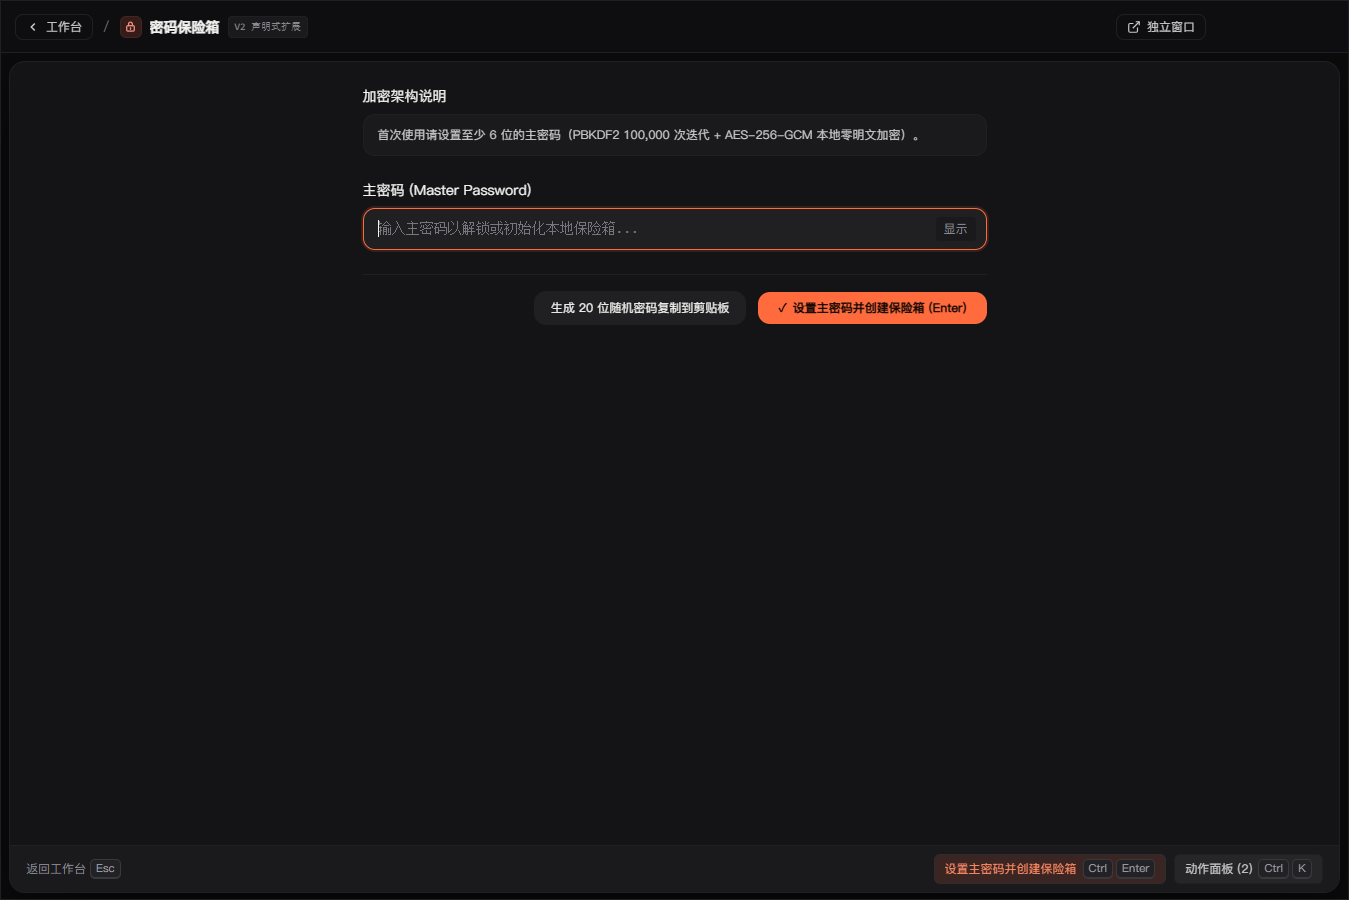 工作台 / 密码保险箱 V2 声明式扩展 独立窗口
加密架构说明
首次使用请设置至少 6 位的主密码（PBKDF2 100,000 次迭代 + AES-256-GCM 本地零明文加密）。
主密码 (Master Password)
输入主密码以解锁或初始化本地保险箱... 显示
生成 20 位随机密码复制到剪贴板 ✓ 设置主密码并创建保险箱 (Enter)
返回工作台 Esc 设置主密码并创建保险箱 Ctrl Enter 动作面板 (2) Ctrl K